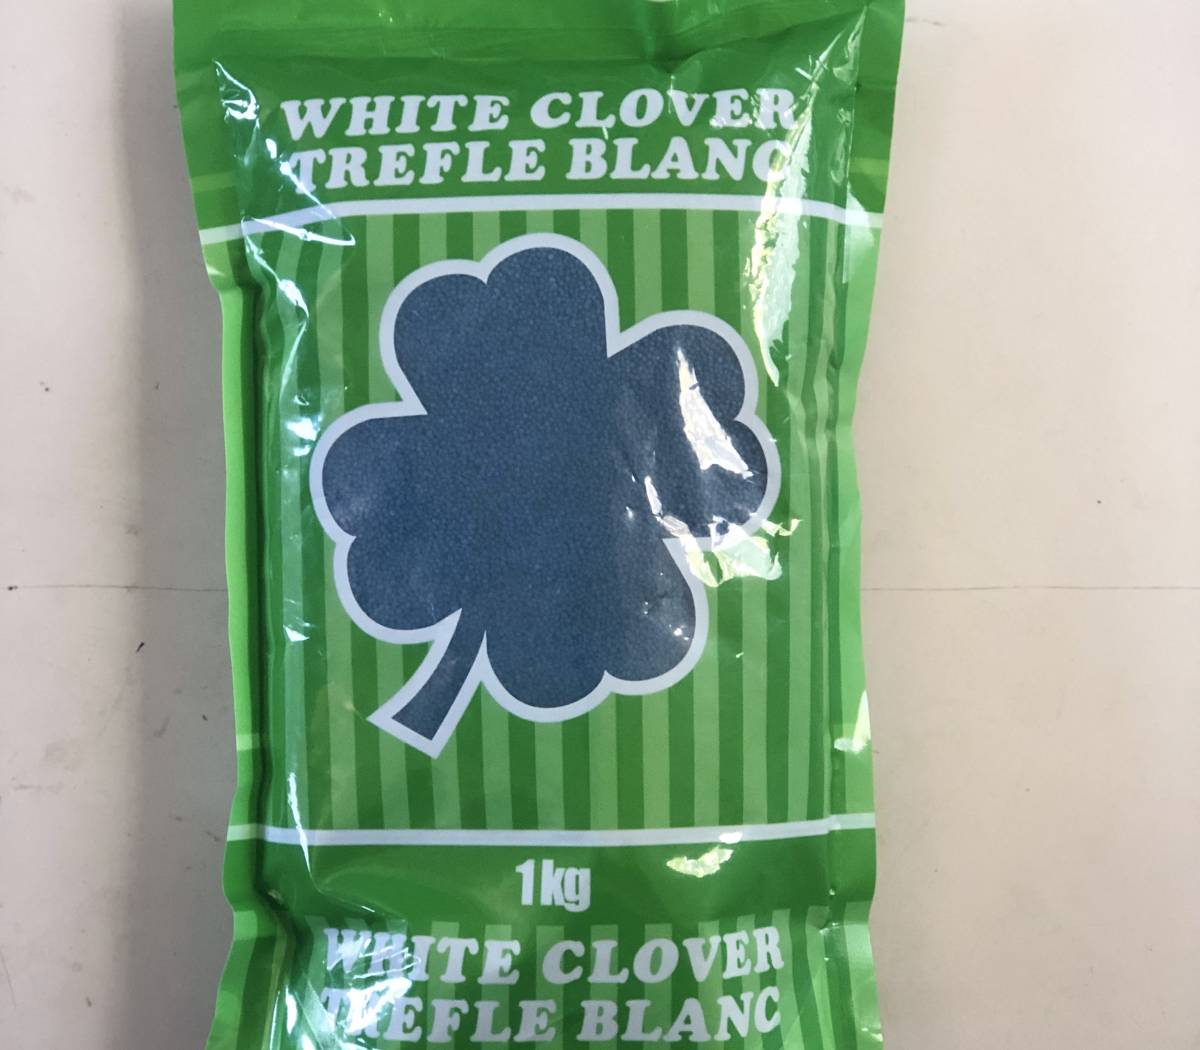 WHITE CLOVER
TREFLE BLANC
1kg
WHITE CLOVER
TREFLE BLANC